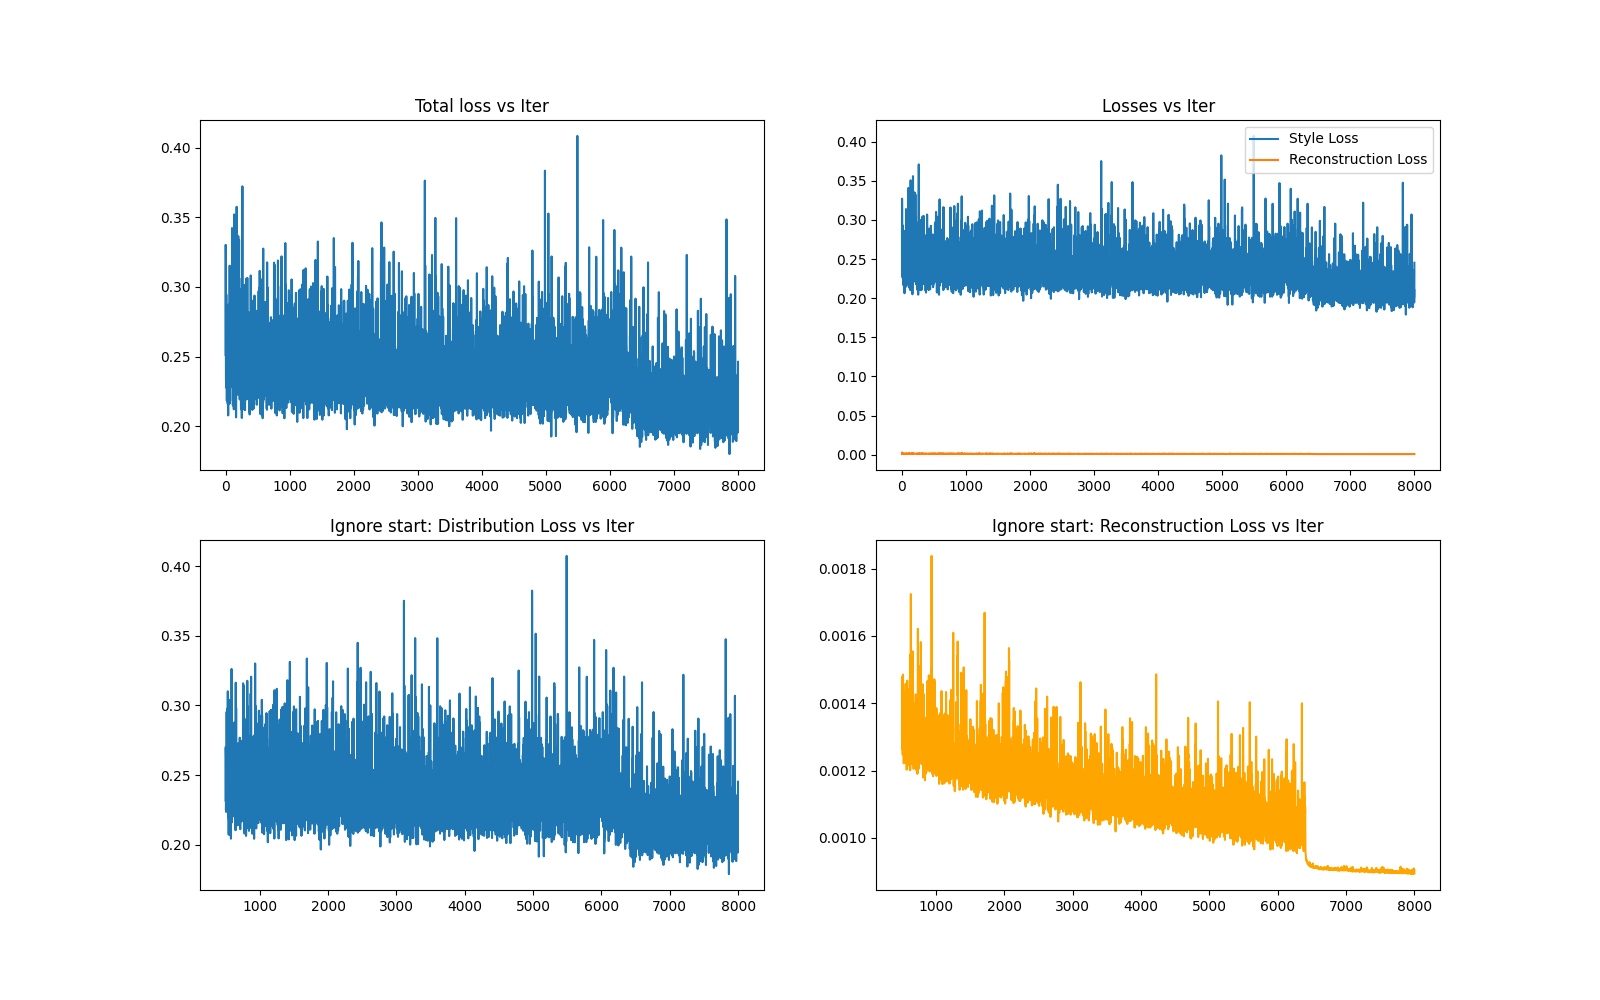 Total loss vs Iter
0.40
0.35
0.30
0.25
0.20
0 1000 2000 3000 4000 5000 6000 7000 8000
Losses vs Iter
Style Loss
Reconstruction Loss
0.40
0.35
0.30
0.25
0.20
0.15
0.10
0.05
0.00
0 1000 2000 3000 4000 5000 6000 7000 8000
Ignore start: Distribution Loss vs Iter
0.40
0.35
0.30
0.25
0.20
1000 2000 3000 4000 5000 6000 7000 8000
Ignore start: Reconstruction Loss vs Iter
0.0018
0.0016
0.0014
0.0012
0.0010
1000 2000 3000 4000 5000 6000 7000 8000